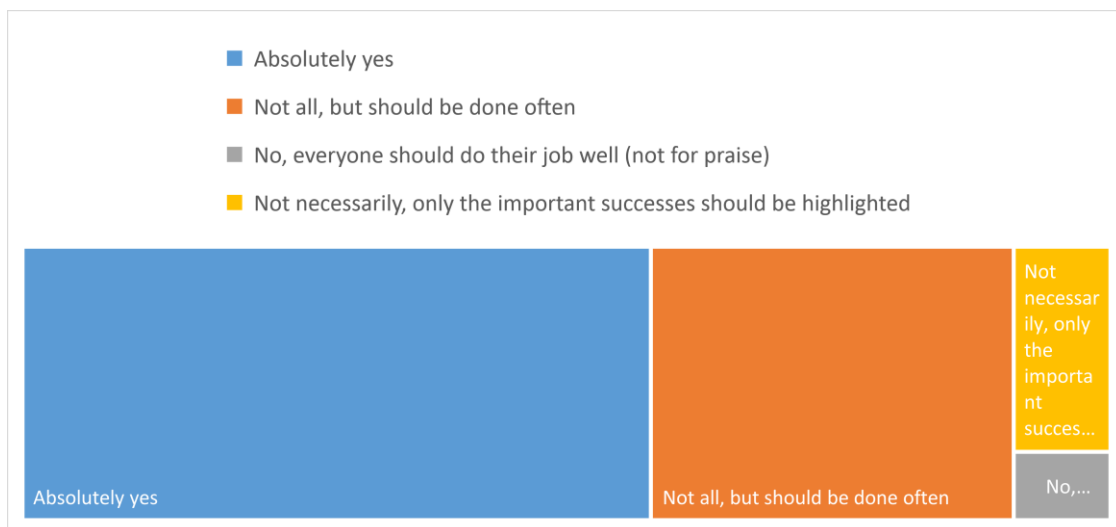 Absolutely yes
Not all, but should be done often
No, everyone should do their job well (not for praise)
Not necessarily, only the important successes should be highlighted
Absolutely yes
Not all, but should be done often
Not
necessar
ily, only
the
importa
nt
succes...
No,...